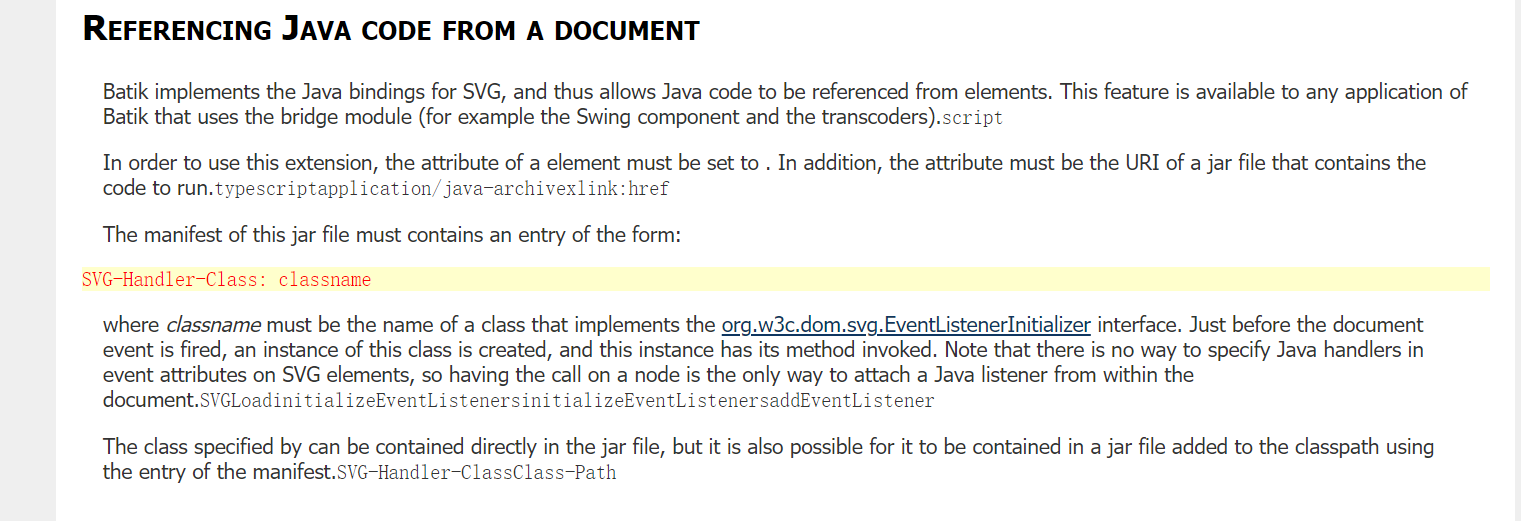 REFERENCING JAVA CODE FROM A DOCUMENT
Batik implements the Java bindings for SVG, and thus allows Java code to be referenced from elements. This feature is available to any application of
Batik that uses the bridge module (for example the Swing component and the transcoders).script
In order to use this extension, the attribute of a element must be set to . In addition, the attribute must be the URI of a jar file that contains the
code to run.typescriptapplication/java-archivexlink:href
The manifest of this jar file must contains an entry of the form:
SVG-Handler-Class: classname
where classname must be the name of a class that implements the org.w3c.dom.svg.EventListenerInitializer interface. Just before the document
event is fired, an instance of this class is created, and this instance has its method invoked. Note that there is no way to specify Java handlers in
event attributes on SVG elements, so having the call on a node is the only way to attach a Java listener from within the
document.SVGLoadinitializeEventListenersinitializeEventListenersaddEventListener
The class specified by can be contained directly in the jar file, but it is also possible for it to be contained in a jar file added to the classpath using
the entry of the manifest.SVG-Handler-ClassClass-Path